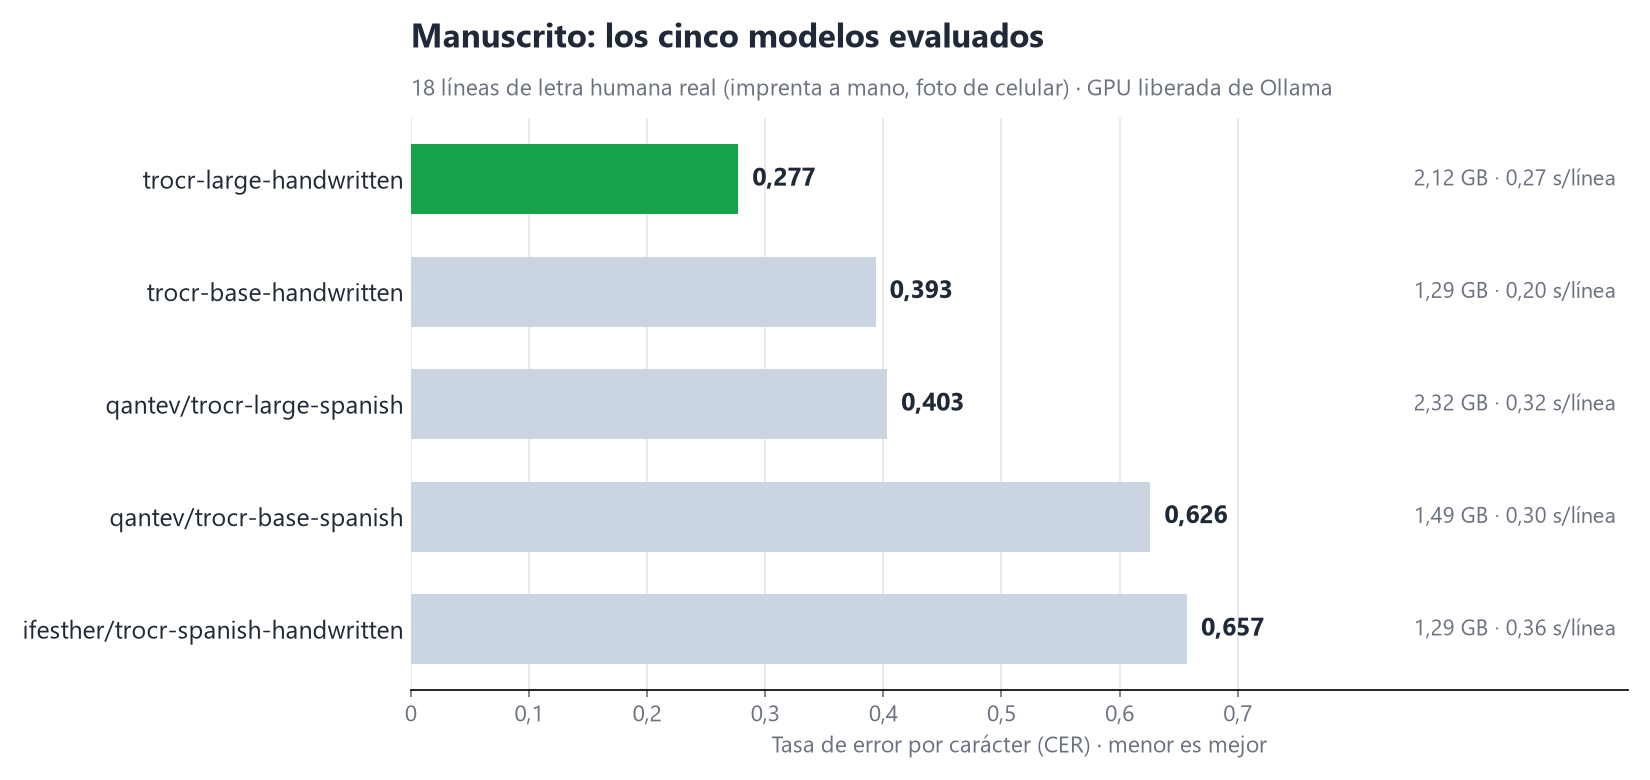 Manuscrito: los cinco modelos evaluados
18 líneas de letra humana real (imprenta a mano, foto de celular) · GPU liberada de Ollama
trocr-large-handwritten 0,277 2,12 GB · 0,27 s/línea
trocr-base-handwritten 0,393 1,29 GB · 0,20 s/línea
qantev/trocr-large-spanish 0,403 2,32 GB · 0,32 s/línea
qantev/trocr-base-spanish 0,626 1,49 GB · 0,30 s/línea
ifesther/trocr-spanish-handwritten 0,657 1,29 GB · 0,36 s/línea
0 0,1 0,2 0,3 0,4 0,5 0,6 0,7
Tasa de error por carácter (CER) · menor es mejor